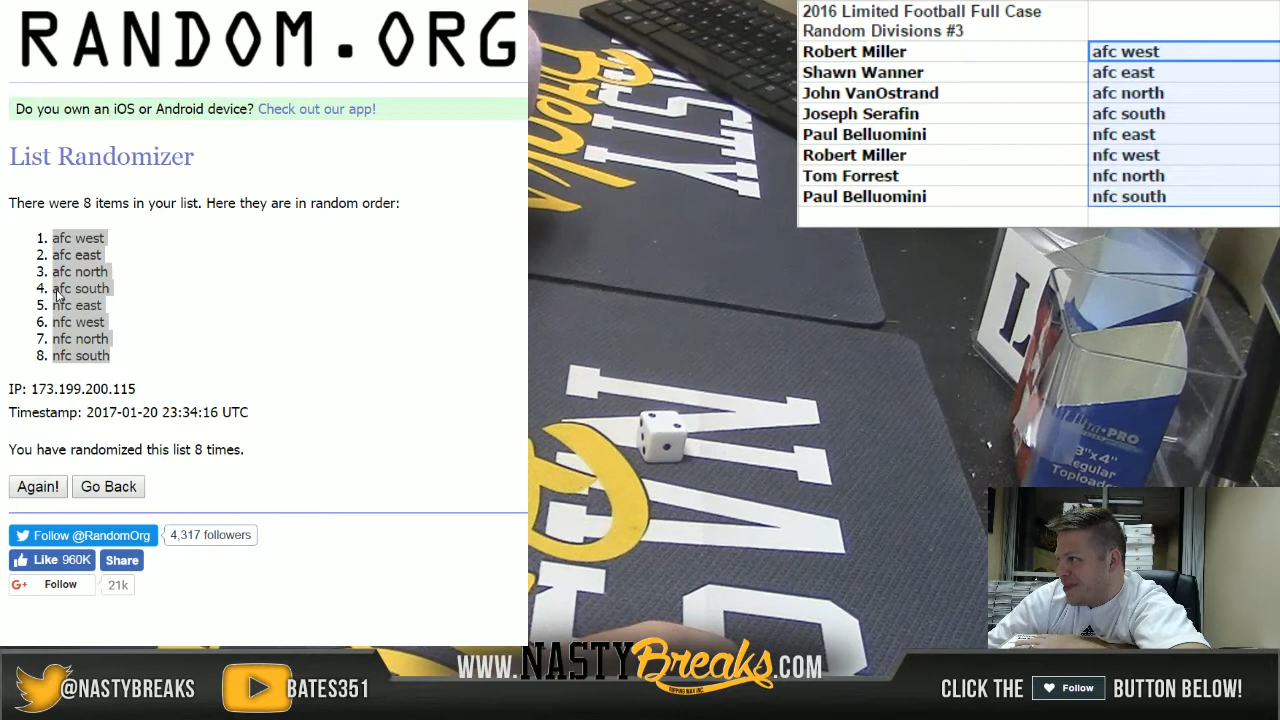 RANDOM.ORG
Do you own an iOS or Android device? Check out our app!
List Randomizer
There were 8 items in your list. Here they are in random order:
1. afc west
2. afc east
3. afc north
4. afc south
5. nfc east
6. nfc west
7. nfc north
8. nfc south
IP: 173.199.200.115
Timestamp: 2017-01-20 23:34:16 UTC
You have randomized this list 8 times.
Again! Go Back
Follow @RandomOrg 4,317 followers
Like 960K Share
G+ Follow 21k
2016 Limited Football Full Case
Random Divisions #3
Robert Miller afc west
Shawn Wanner afc east
John VanOstrand afc north
Joseph Serafin afc south
Paul Belluomini nfc east
Robert Miller nfc west
Tom Forrest nfc north
Paul Belluomini nfc south
L
PRO
3"x4"
Regular
Toploader
@NASTYBREAKS
BATES351
WWW.NASTYBreaks.COM
RIPPING WAX INC.
CLICK THE Follow BUTTON BELOW!